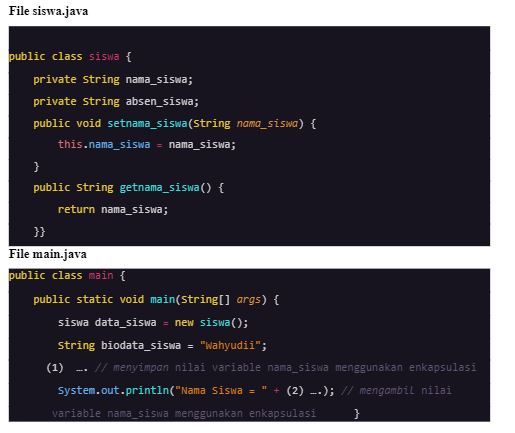 File siswa.java
public class siswa {
private String nama_siswa;
private String absen_siswa;
public void setnama_siswa(String nama_siswa) {
this.nama_siswa = nama_siswa;
}
public String getnama_siswa() {
return nama_siswa;
}}
File main.java
public class main {
public static void main(String[] args) {
siswa data_siswa = new siswa();
String biodata_siswa = "Wahyudii";
(1) …. // menyimpan nilai variable nama_siswa menggunakan enkapsulasi
System.out.println("Nama Siswa = " + (2) ….); // mengambil nilai
variable nama_siswa menggunakan enkapsulasi }